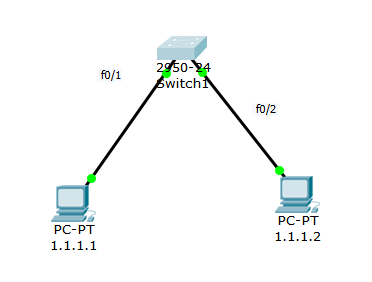 2950-24
Switch1
f0/1
f0/2
PC-PT
1.1.1.1
PC-PT
1.1.1.2